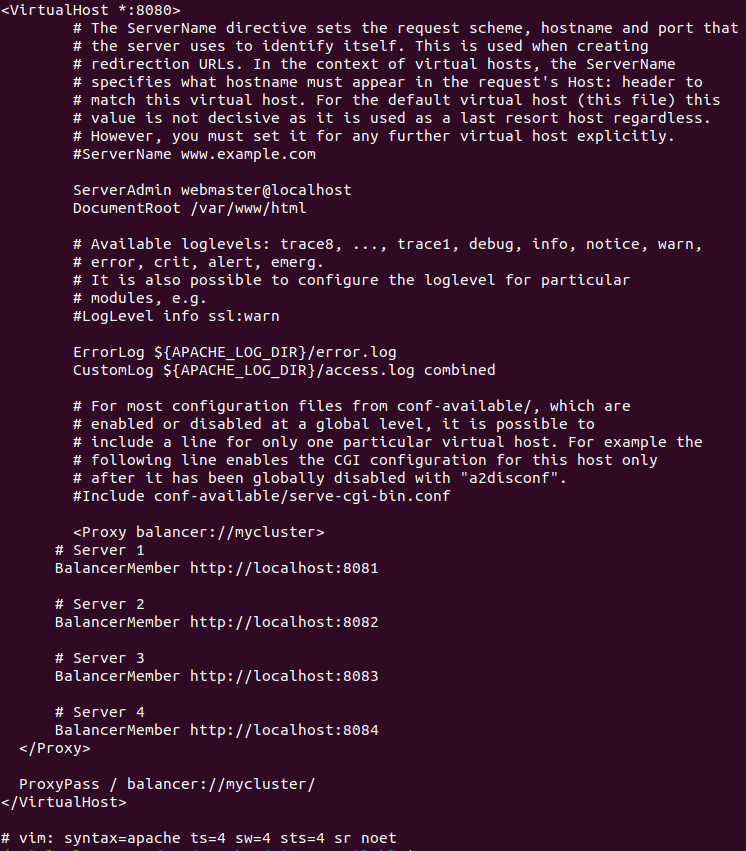 <VirtualHost *:8080>
# The ServerName directive sets the request scheme, hostname and port that
# the server uses to identify itself. This is used when creating
# redirection URLs. In the context of virtual hosts, the ServerName
# specifies what hostname must appear in the request's Host: header to
# match this virtual host. For the default virtual host (this file) this
# value is not decisive as it is used as a last resort host regardless.
# However, you must set it for any further virtual host explicitly.
#ServerName www.example.com
ServerAdmin webmaster@localhost
DocumentRoot /var/www/html
# Available loglevels: trace8, ..., trace1, debug, info, notice, warn,
# error, crit, alert, emerg.
# It is also possible to configure the loglevel for particular
# modules, e.g.
#LogLevel info ssl:warn
ErrorLog ${APACHE_LOG_DIR}/error.log
CustomLog ${APACHE_LOG_DIR}/access.log combined
# For most configuration files from conf-available/, which are
# enabled or disabled at a global level, it is possible to
# include a line for only one particular virtual host. For example the
# following line enables the CGI configuration for this host only
# after it has been globally disabled with "a2disconf".
#Include conf-available/serve-cgi-bin.conf
<Proxy balancer://mycluster>
# Server 1
BalancerMember http://localhost:8081
# Server 2
BalancerMember http://localhost:8082
# Server 3
BalancerMember http://localhost:8083
# Server 4
BalancerMember http://localhost:8084
</Proxy>
ProxyPass / balancer://mycluster/
</VirtualHost>
# vim: syntax=apache ts=4 sw=4 sts=4 sr noet